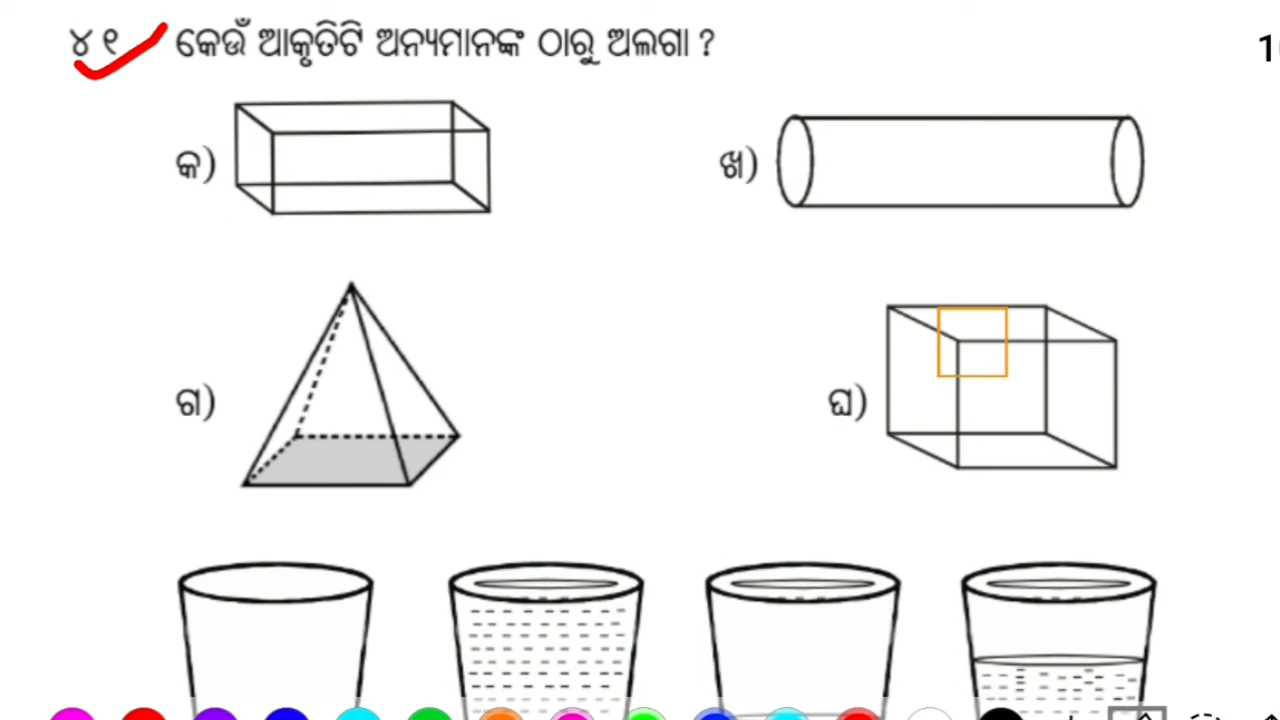 ୪୧ କେଉଁ ଆକୃତିଟି ଅନ୍ୟମାନଙ୍କ ଠାରୁ ଅଲଗା ?
କ)
ଖ)
ଗ)
ଘ)